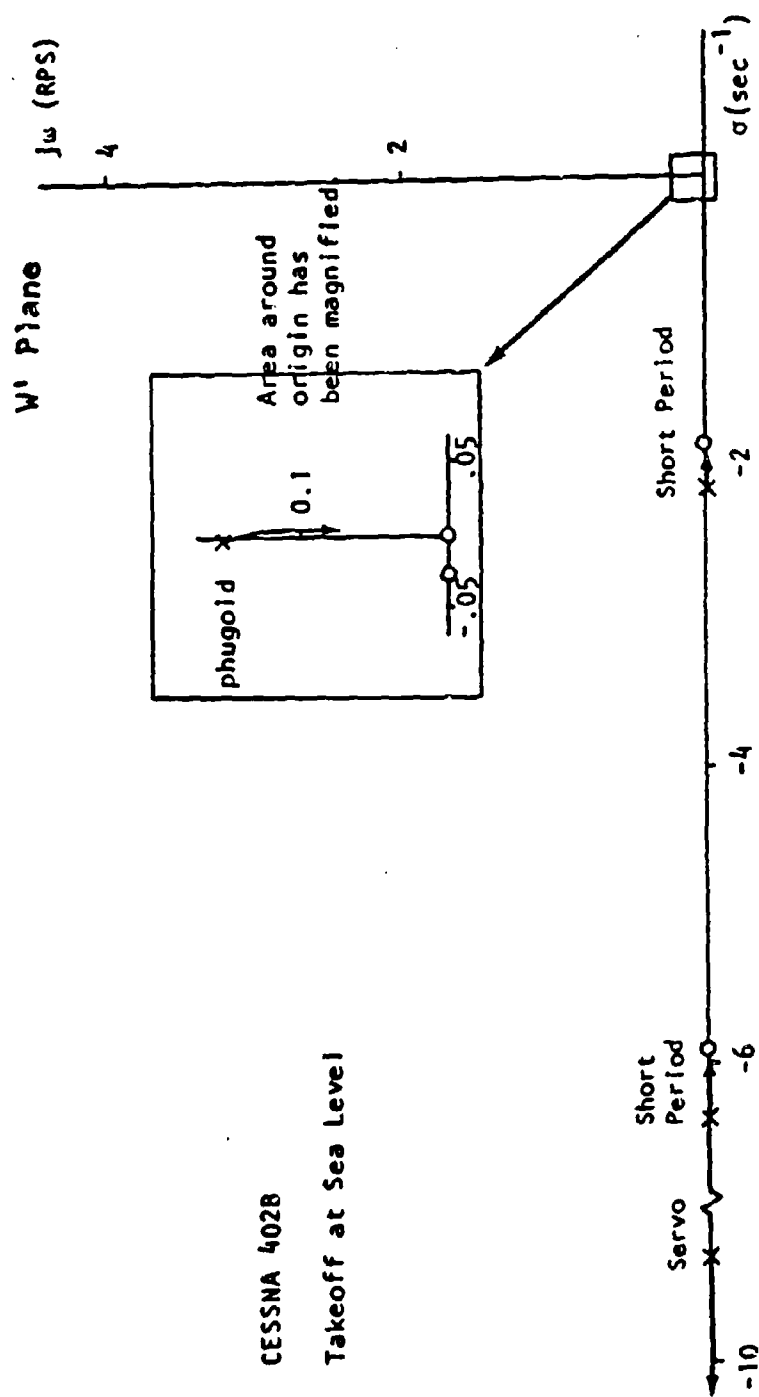 W' Plane
jω (RPS)
4
2
Area around
origin has
been magnified
phugoid
0.1
-.05
.05
CESSNA 402B
Takeoff at Sea Level
Servo
Short
Period
Short Period
-10
-6
-4
-2
σ(sec⁻¹)